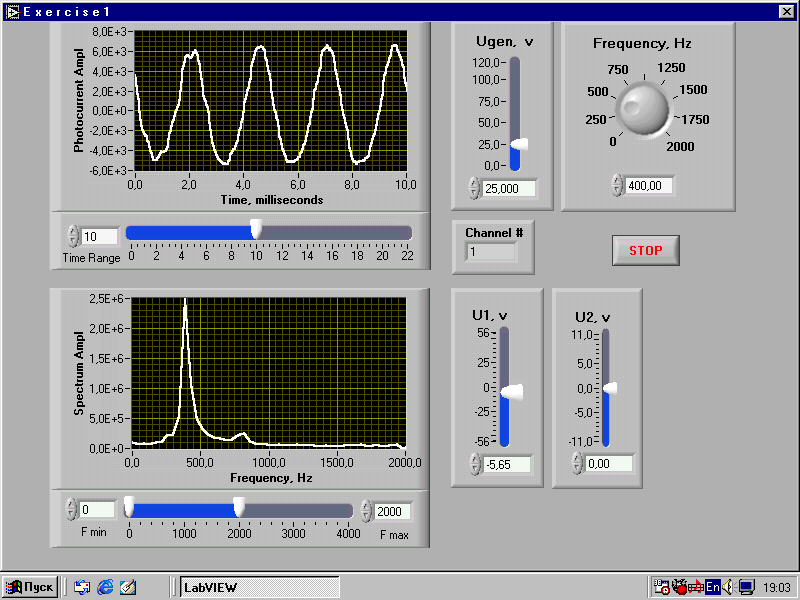 Exercise1
Photocurrent Ampl
8,0E+3
6,0E+3
4,0E+3
2,0E+3
0,0E+0
-2,0E+3
-4,0E+3
-6,0E+3
0,0 2,0 4,0 6,0 8,0 10,0
Time, milliseconds
10
Time Range
0 2 4 6 8 10 12 14 16 18 20 22
Ugen, v
120,0
100,0
75,0
50,0
25,0
0,0
25,000
Frequency, Hz
0 250 500 750 1250 1500 1750 2000
400,00
Channel #
1
STOP
Spectrum Ampl
2,5E+6
2,0E+6
1,5E+6
1,0E+6
5,0E+5
0,0E+0
0,0 500,0 1000,0 1500,0 2000,0
Frequency, Hz
0
F min
0 1000 2000 3000 4000
2000
F max
U1, v
56
25
0
-25
-56
-5,65
U2, v
11,0
5,0
0,0
-5,0
-11,0
0,00
Пуск
LabVIEW
En
19:03